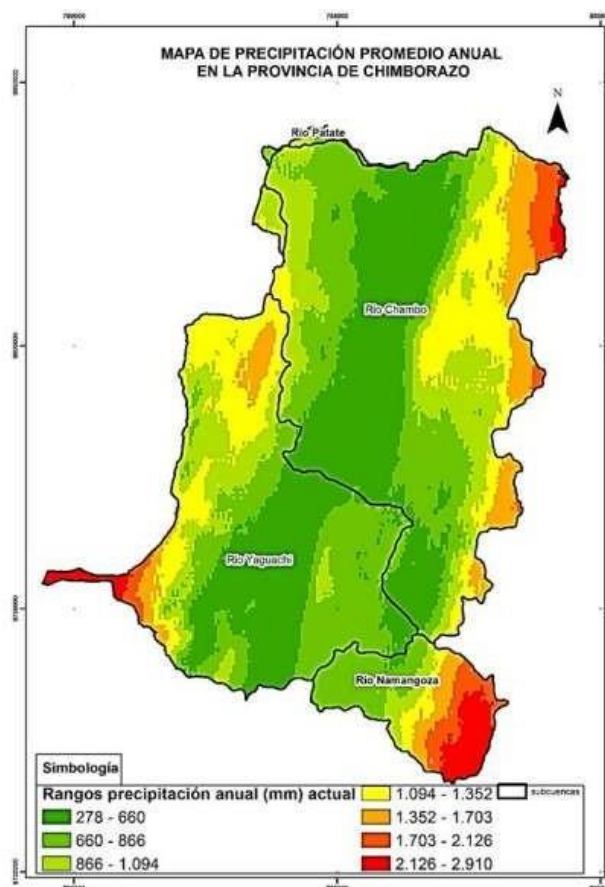 MAPA DE PRECIPITACIÓN PROMEDIO ANUAL
EN LA PROVINCIA DE CHIMBORAZO
N
Río Patate
Río Chambo
Río Yaguachi
Río Namangoza
Simbología
Rangos precipitación anual (mm) actual
278 - 660
660 - 866
866 - 1.094
1.094 - 1.352
1.352 - 1.703
1.703 - 2.126
2.126 - 2.910
subcuencas